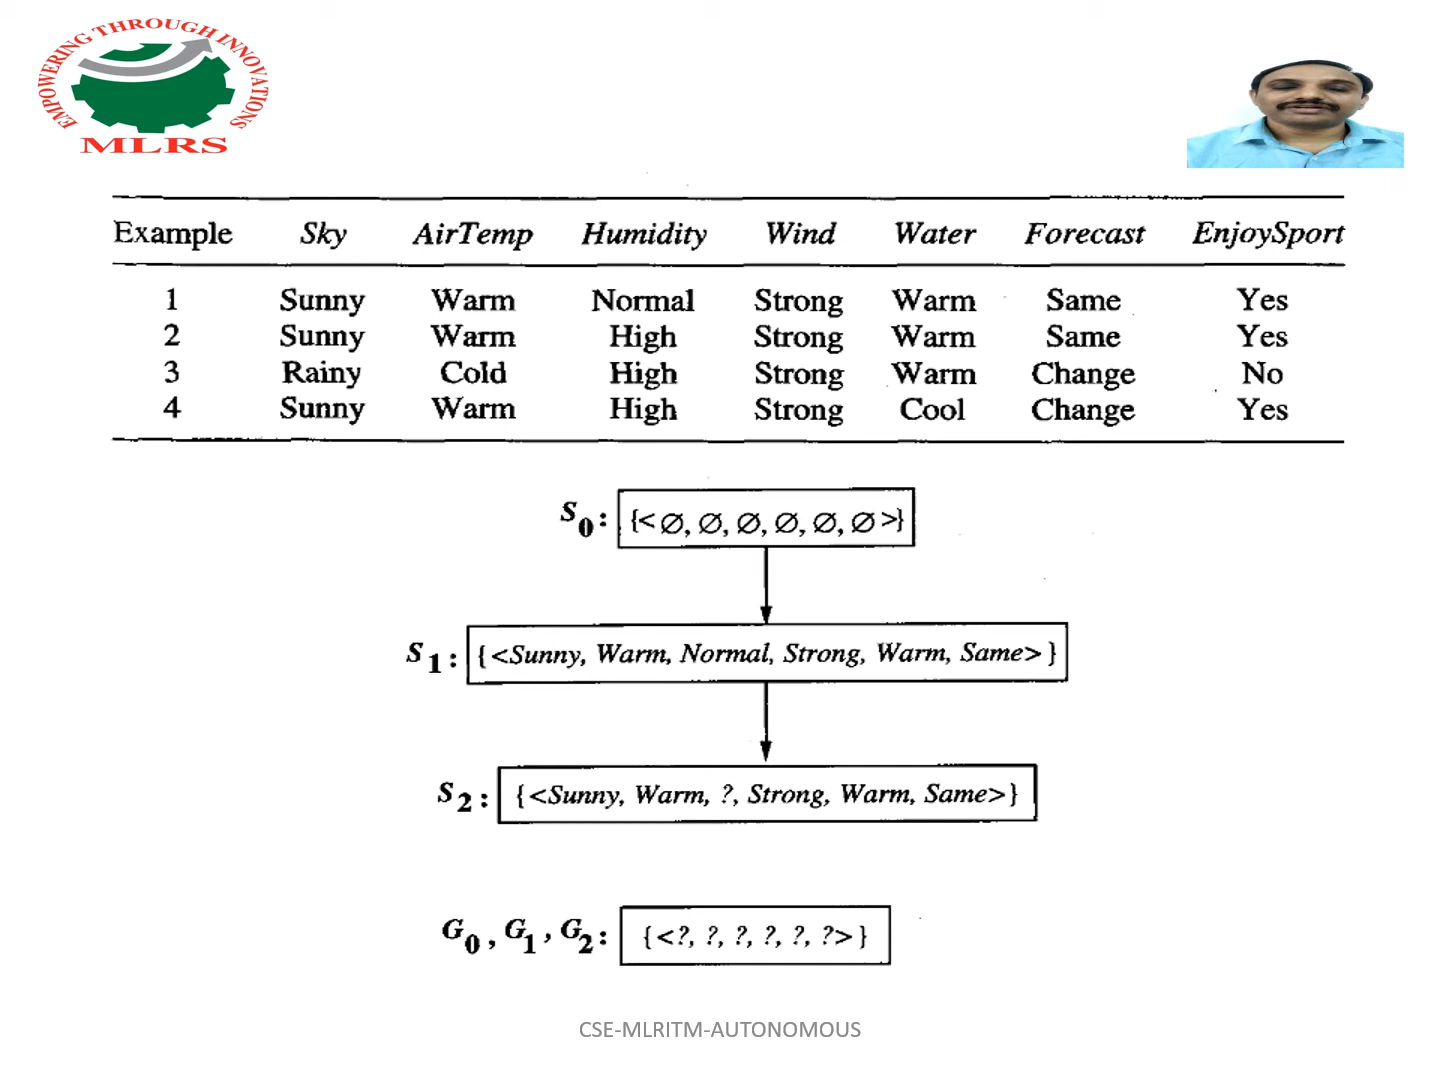 EMPOWERING THROUGH INNOVATIONS
MLRS
Example Sky AirTemp Humidity Wind Water Forecast EnjoySport
1 Sunny Warm Normal Strong Warm Same Yes
2 Sunny Warm High Strong Warm Same Yes
3 Rainy Cold High Strong Warm Change No
4 Sunny Warm High Strong Cool Change Yes
S0: {<∅, ∅, ∅, ∅, ∅, ∅>}
S1: {<Sunny, Warm, Normal, Strong, Warm, Same>}
S2: {<Sunny, Warm, ?, Strong, Warm, Same>}
G0, G1, G2: {<?, ?, ?, ?, ?, ?>}
CSE-MLRITM-AUTONOMOUS